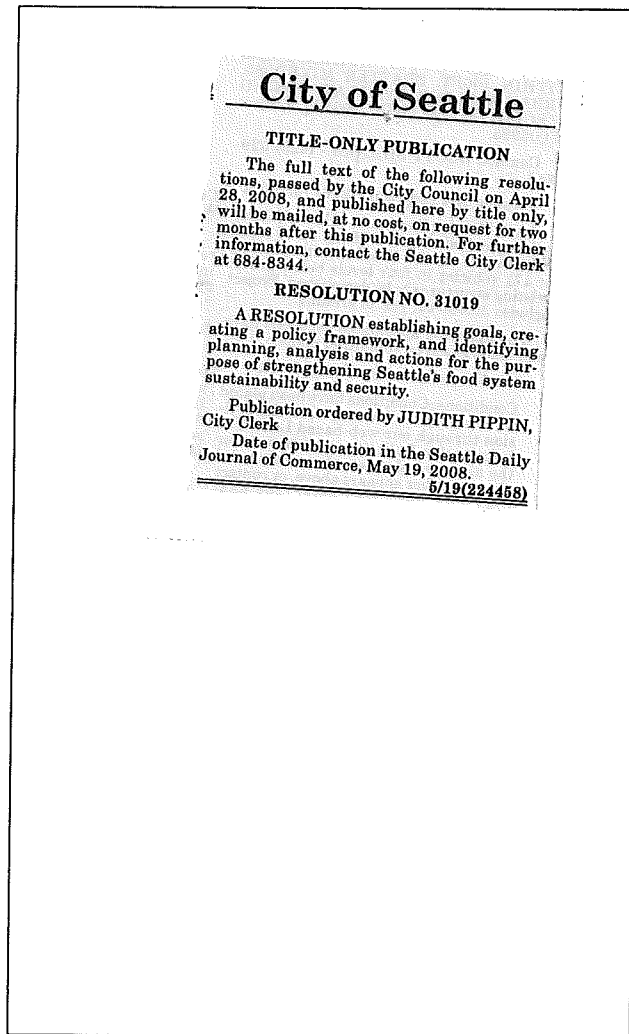 City of Seattle
TITLE-ONLY PUBLICATION
The full text of the following resolu-
tions, passed by the City Council on April
28, 2008, and published here by title only,
will be mailed, at no cost, on request for two
months after this publication. For further
information, contact the Seattle City Clerk
at 684-8344.
RESOLUTION NO. 31019
A RESOLUTION establishing goals, cre-
ating a policy framework, and identifying
planning, analysis and actions for the pur-
pose of strengthening Seattle's food system
sustainability and security.
Publication ordered by JUDITH PIPPIN,
City Clerk
Date of publication in the Seattle Daily
Journal of Commerce, May 19, 2008.
5/19(224458)